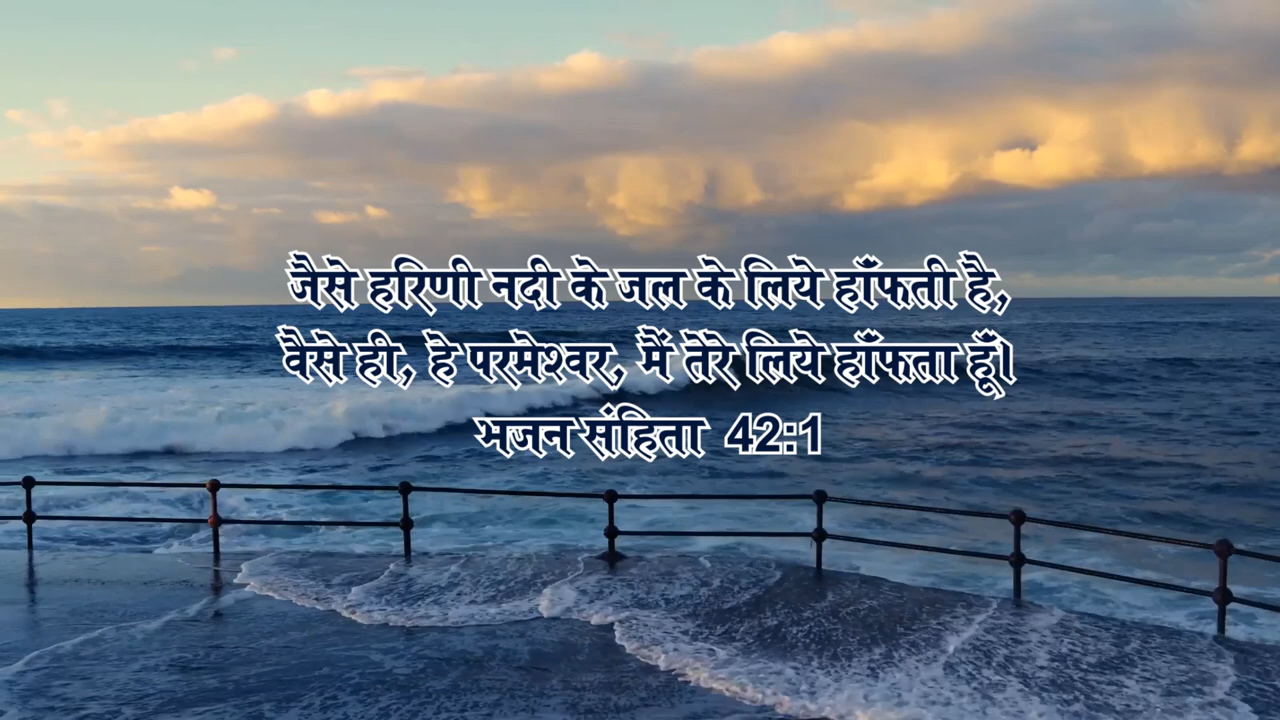 जैसे हरिणी नदी के जल के लिये हाँफती है,
वैसे ही, हे परमेश्वर, मैं तेरे लिये हाँफता हूँ।
भजन संहिता 42:1